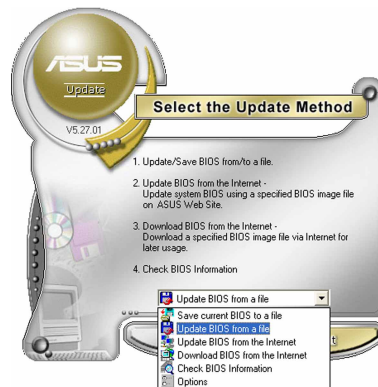 ASUS
Update
V5.27.01
Select the Update Method
1. Update/Save BIOS from/to a file.
2. Update BIOS from the Internet -
Update system BIOS using a specified BIOS image file
on ASUS Web Site.
3. Download BIOS from the Internet -
Download a specified BIOS image file via Internet for
later usage.
4. Check BIOS Information
Update BIOS from a file
Save current BIOS to a file
Update BIOS from a file
Update BIOS from the Internet
Download BIOS from the Internet
Check BIOS Information
Options